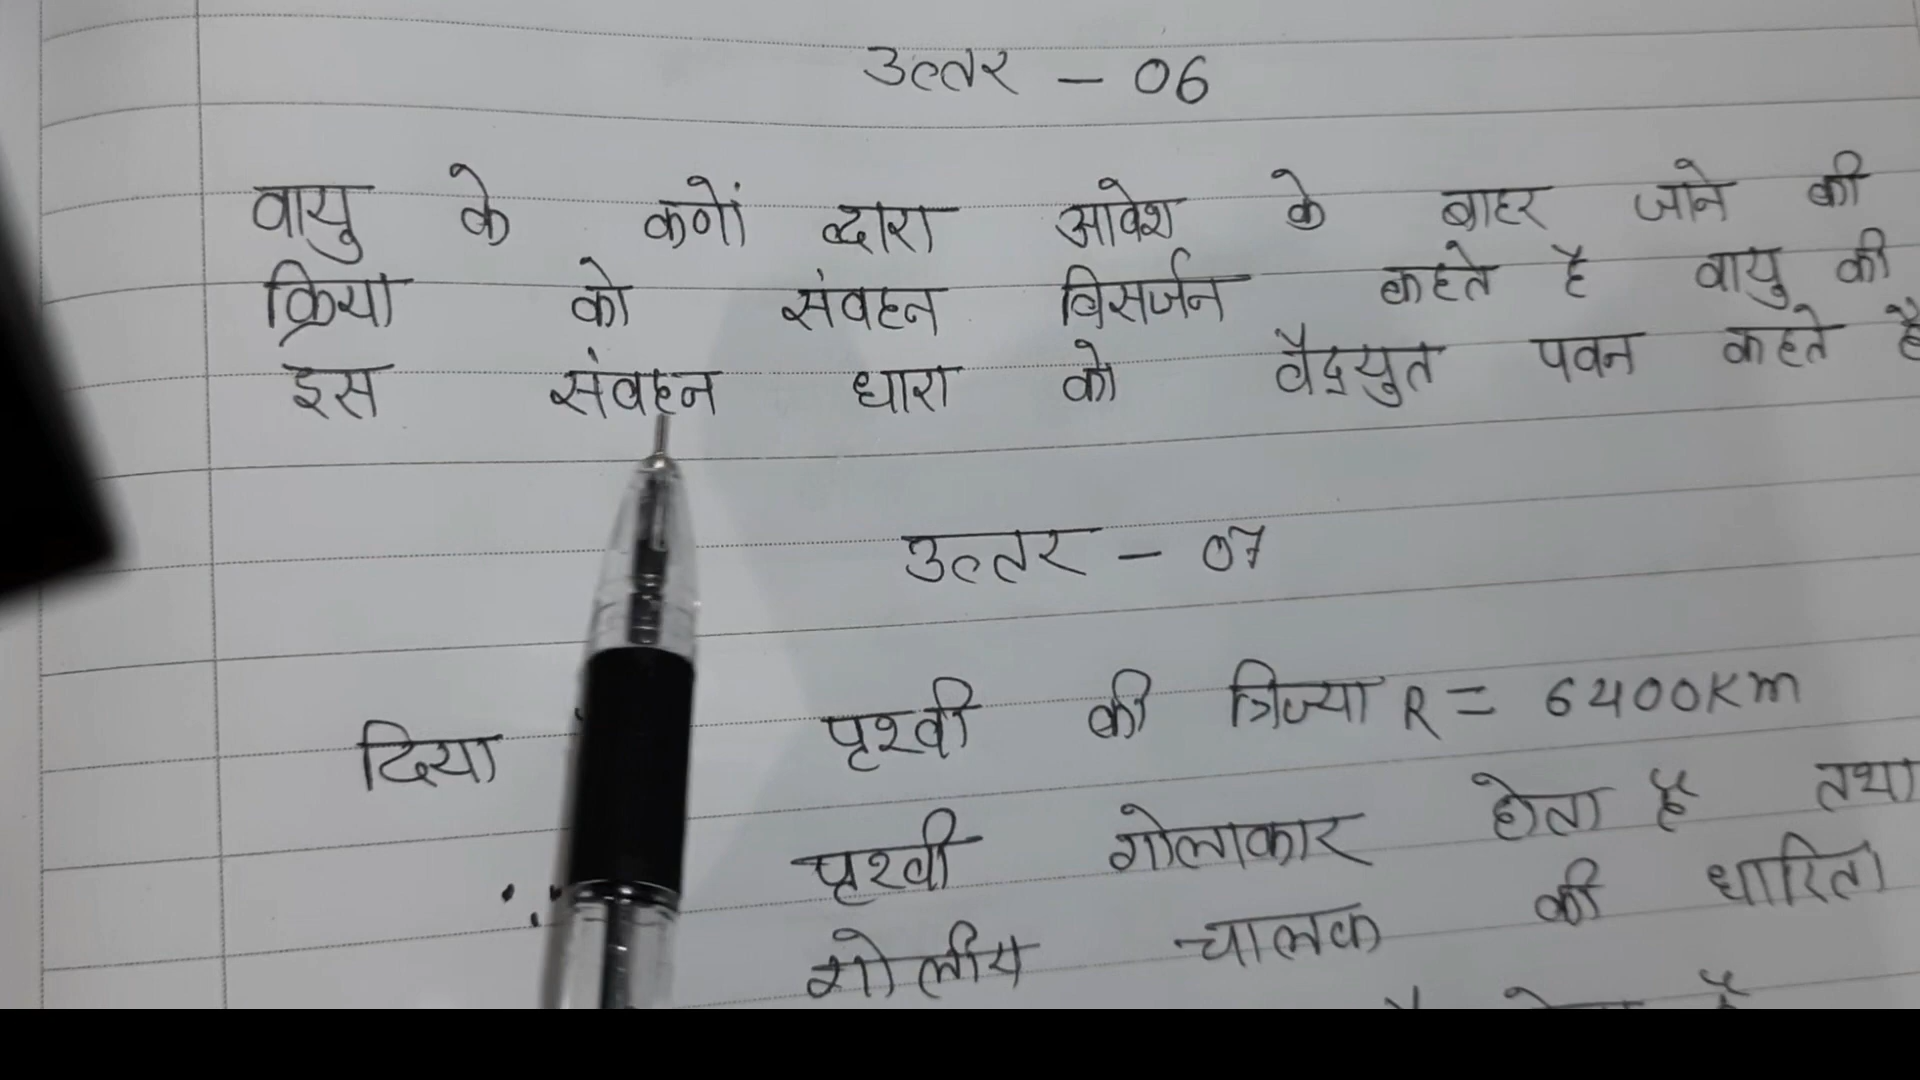 उत्तर - 06
वायु के कणों द्वारा आवेश के बाहर जाने की
क्रिया को संवहन विसर्जन कहते है वायु की
इस संवहन धारा को वैद्युत पवन कहते है
उत्तर - 07
दिया पृथ्वी की त्रिज्या R = 6400Km
पृथ्वी गोलाकार होता है तथा
गोलीय चालक की धारिता